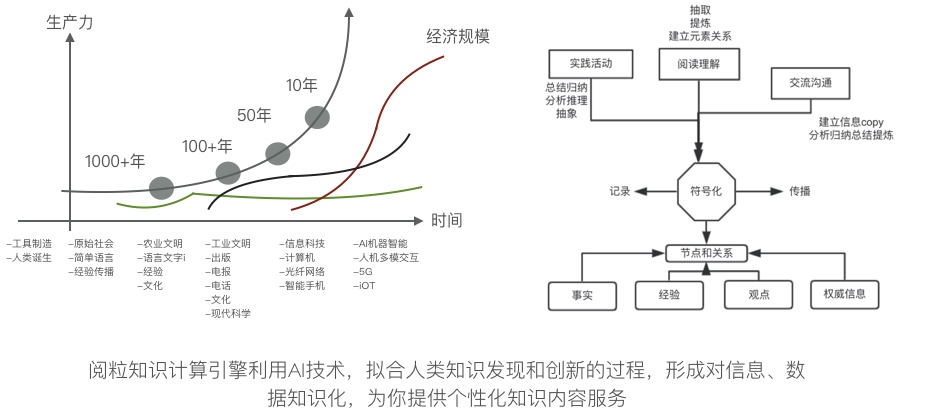 生产力
经济规模
10年
50年
100+年
1000+年
时间
–工具制造
–人类诞生
–原始社会
–简单语言
–经验传播
–农业文明
–语言文字i
–经验
–文化
–工业文明
–出版
–电报
–电话
–文化
–现代科学
–信息科技
–计算机
–光纤网络
–智能手机
–AI机器智能
–人机多模交互
–5G
–iOT
抽取
提炼
建立元素关系
实践活动
阅读理解
交流沟通
总结归纳
分析推理
抽象
建立信息copy
分析归纳总结提炼
记录
符号化
传播
节点和关系
事实
经验
观点
权威信息
阅粒知识计算引擎利用AI技术，拟合人类知识发现和创新的过程，形成对信息、数
据知识化，为你提供个性化知识内容服务